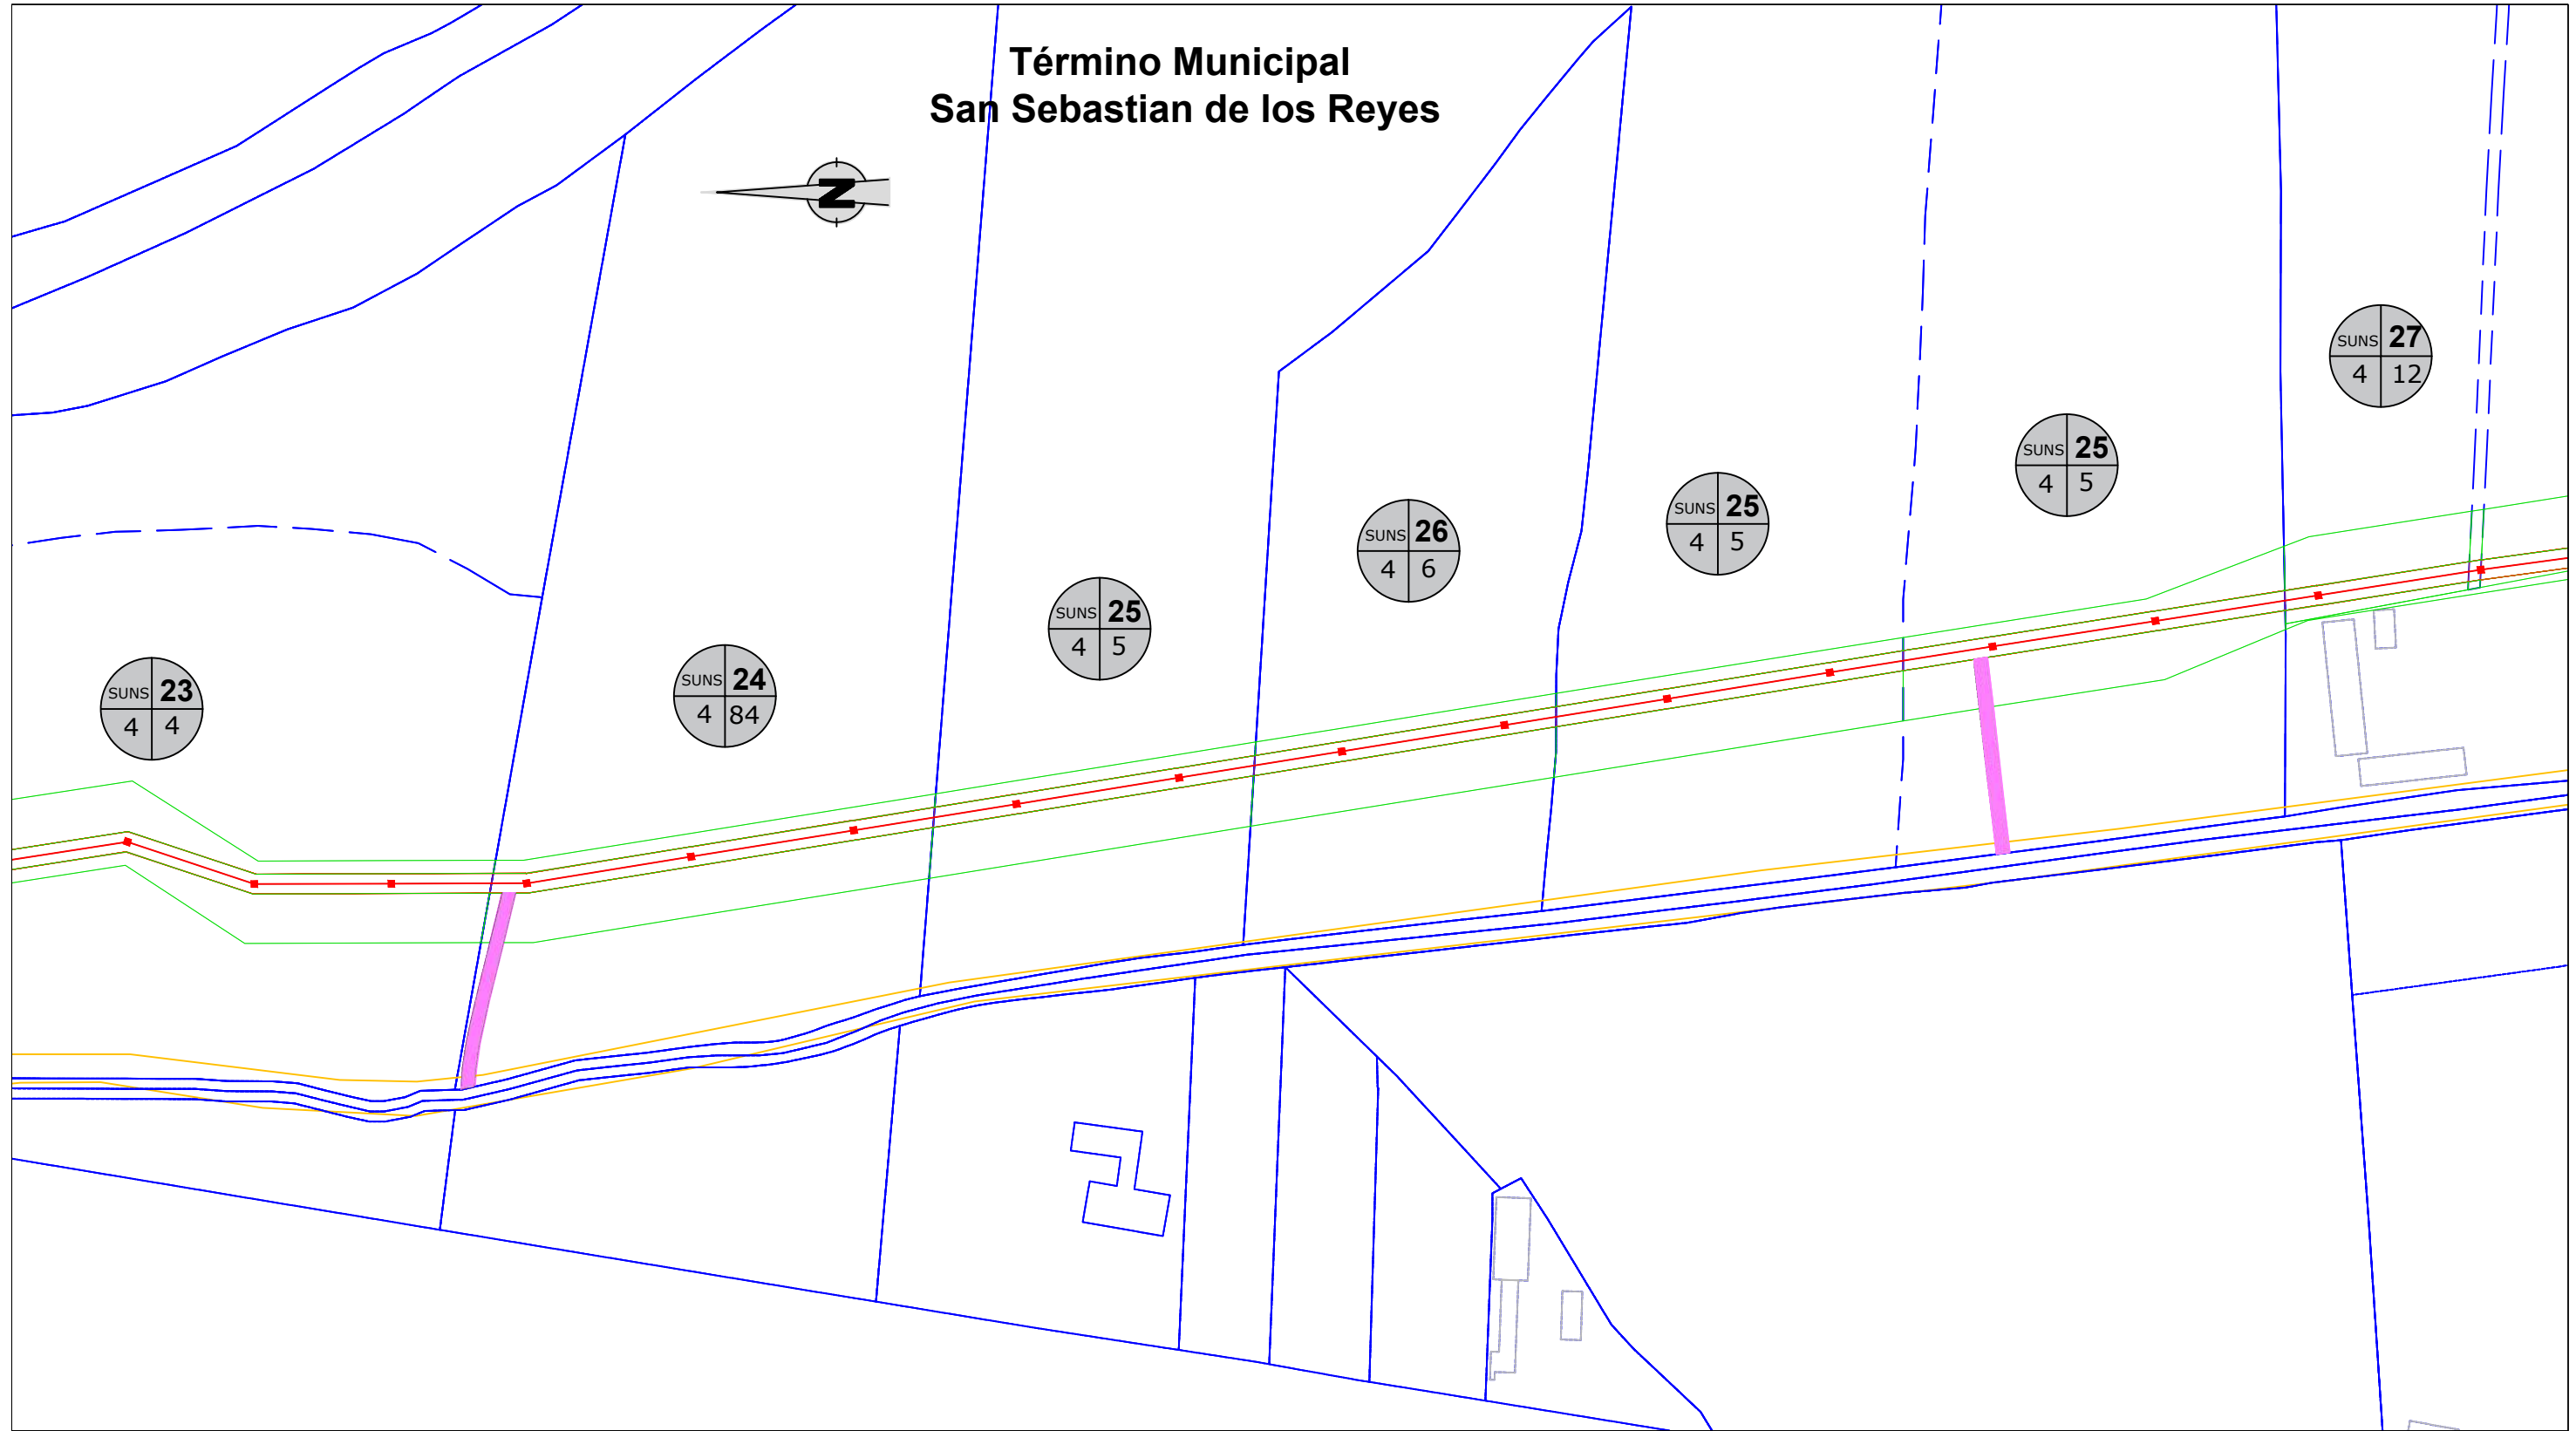 Término Municipal
San Sebastian de los Reyes
N
SUNS 27
4 12
SUNS 25
4 5
SUNS 25
4 5
SUNS 26
4 6
SUNS 25
4 5
SUNS 24
4 84
SUNS 23
4 4